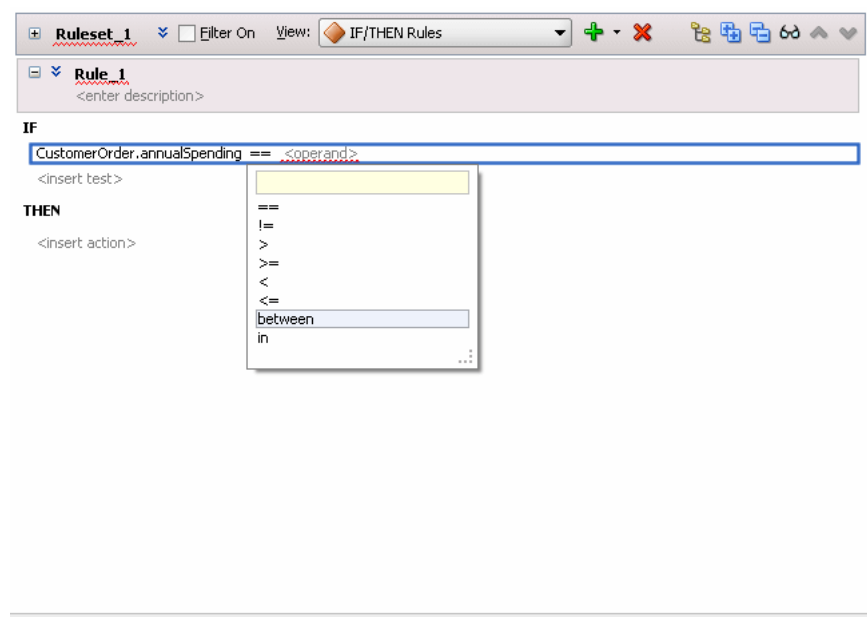 Ruleset_1 Filter On View: IF/THEN Rules
Rule_1
<enter description>
IF
CustomerOrder.annualSpending == <operand>
<insert test>
==
THEN
!=
<insert action>
>
>=
<
<=
between
in